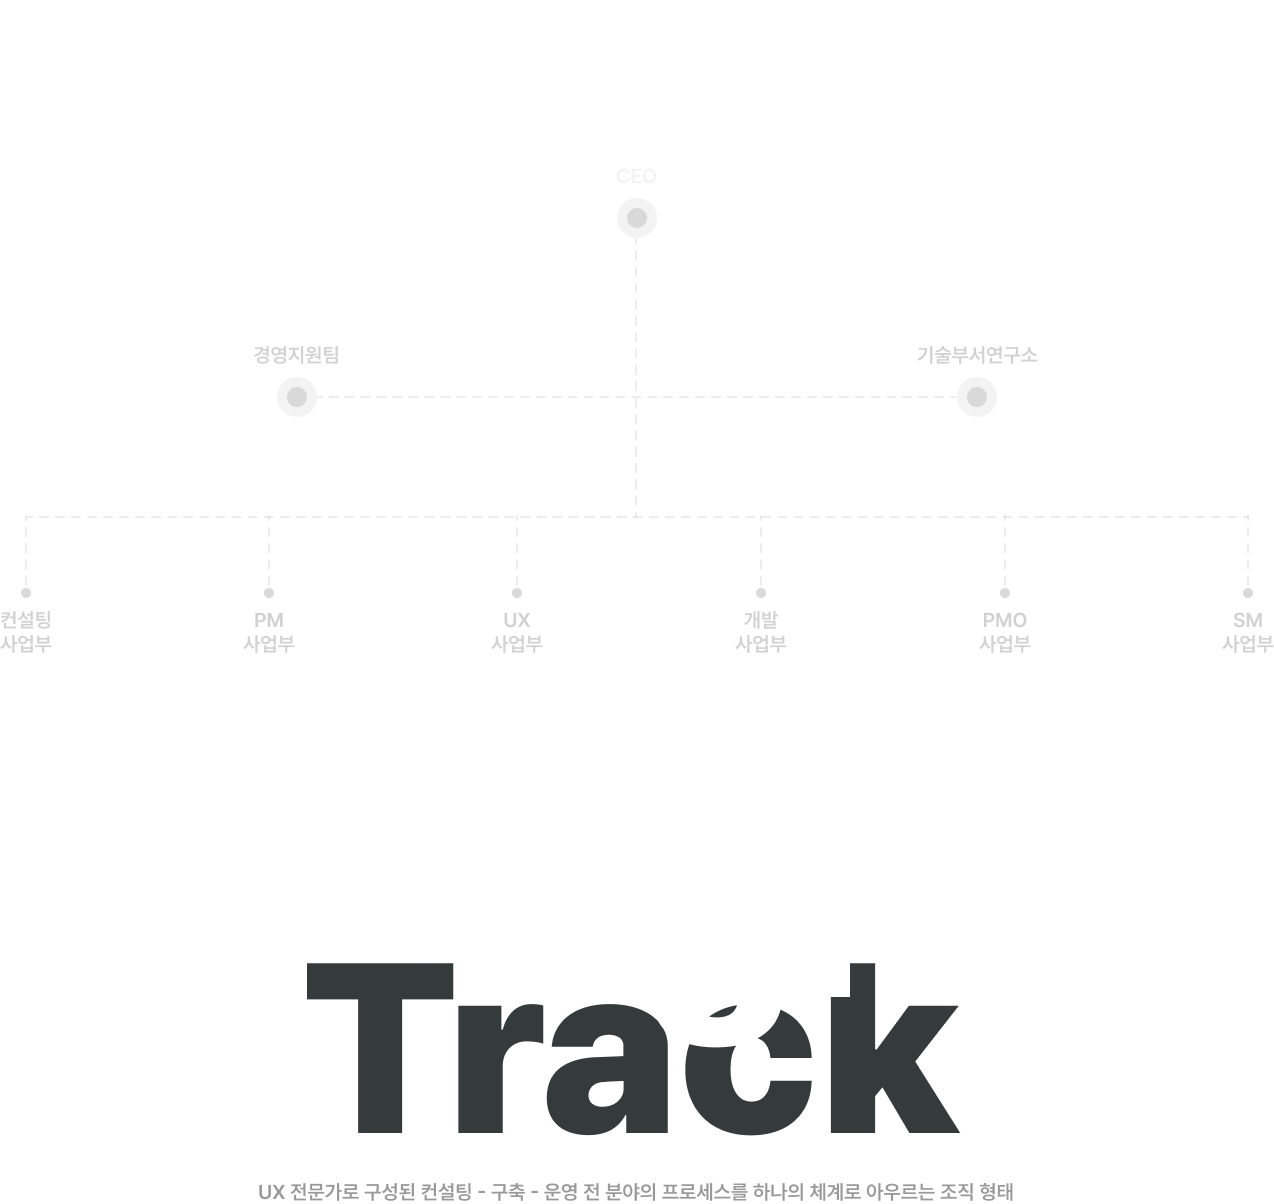 CEO
경영지원팀
기술부서연구소
컨설팅
사업부
PM
사업부
UX
사업부
개발
사업부
PMO
사업부
SM
사업부
Track
UX 전문가로 구성된 컨설팅 - 구축 - 운영 전 분야의 프로세스를 하나의 체계로 아우르는 조직 형태